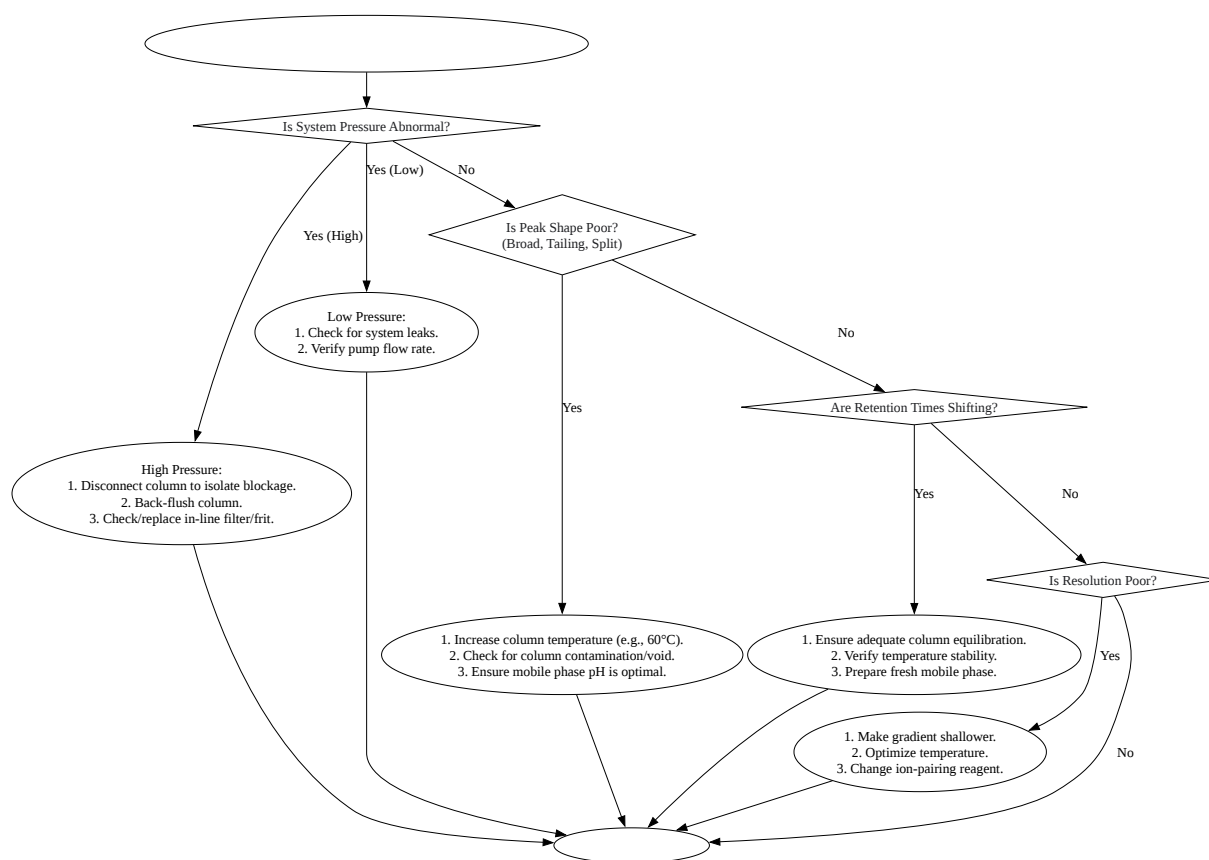 Is System Pressure Abnormal?
Yes (Low)
No
Yes (High)
Is Peak Shape Poor?
(Broad, Tailing, Split)
Low Pressure:
1. Check for system leaks.
2. Verify pump flow rate.
No
Yes
Are Retention Times Shifting?
High Pressure:
1. Disconnect column to isolate blockage.
2. Back-flush column.
3. Check/replace in-line filter/frit.
Yes
No
Is Resolution Poor?
1. Increase column temperature (e.g., 60°C).
2. Check for column contamination/void.
3. Ensure mobile phase pH is optimal.
1. Ensure adequate column equilibration.
2. Verify temperature stability.
3. Prepare fresh mobile phase.
Yes
1. Make gradient shallower.
2. Optimize temperature.
3. Change ion-pairing reagent.
No